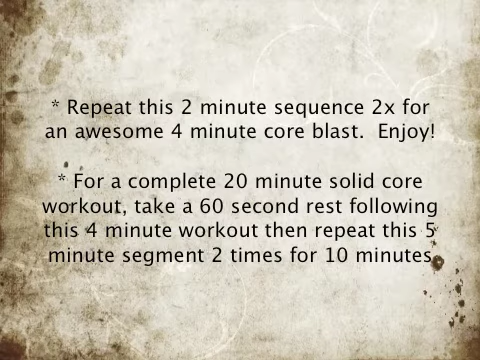 * Repeat this 2 minute sequence 2x for
an awesome 4 minute core blast.  Enjoy!
* For a complete 20 minute solid core
workout, take a 60 second rest following
this 4 minute workout then repeat this 5
minute segment 2 times for 10 minutes